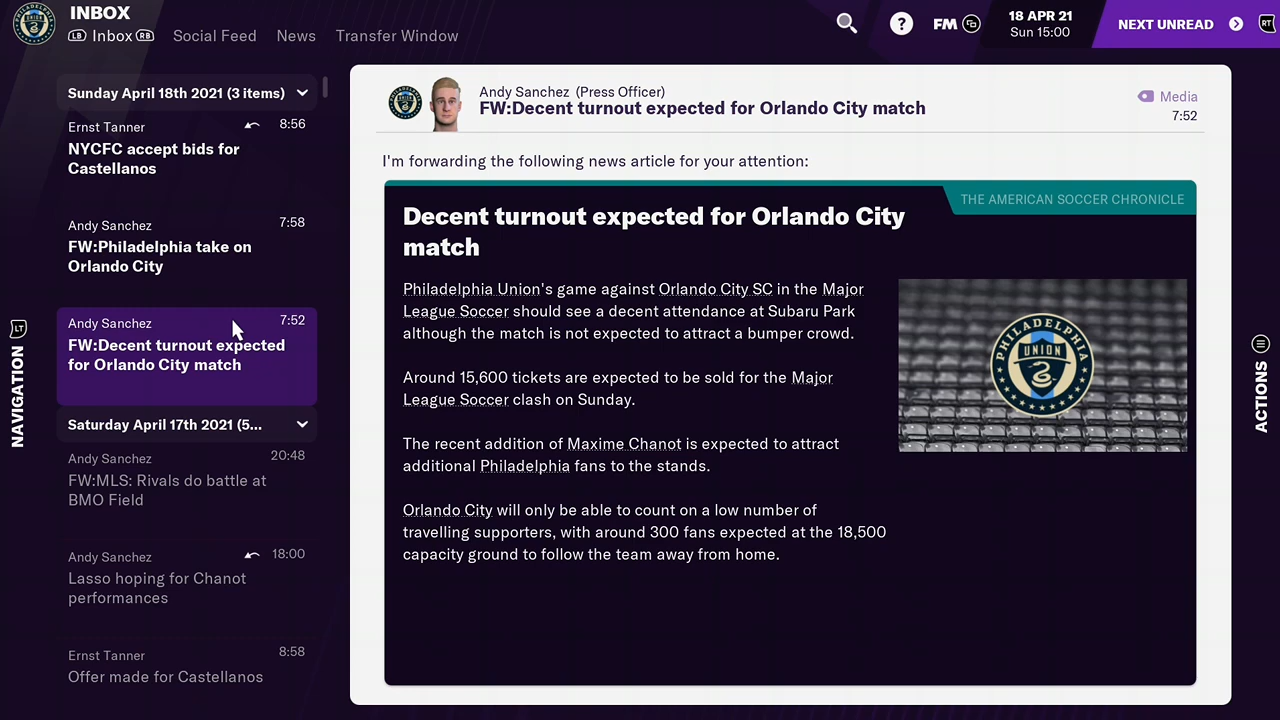 INBOX
LB Inbox RB Social Feed News Transfer Window
? FM 18 APR 21
Sun 15:00
NEXT UNREAD RT
PHILADELPHIA
UNION
Sunday April 18th 2021 (3 items)
Ernst Tanner 8:56
NYCFC accept bids for
Castellanos
Andy Sanchez 7:58
FW:Philadelphia take on
Orlando City
Andy Sanchez 7:52
FW:Decent turnout expected
for Orlando City match
Saturday April 17th 2021 (5...
Andy Sanchez 20:48
FW:MLS: Rivals do battle at
BMO Field
Andy Sanchez 18:00
Lasso hoping for Chanot
performances
Ernst Tanner 8:58
Offer made for Castellanos
NAVIGATION LT
Andy Sanchez (Press Officer)
FW:Decent turnout expected for Orlando City match
Media
7:52
I'm forwarding the following news article for your attention:
THE AMERICAN SOCCER CHRONICLE
Decent turnout expected for Orlando City
match
Philadelphia Union's game against Orlando City SC in the Major
League Soccer should see a decent attendance at Subaru Park
although the match is not expected to attract a bumper crowd.
Around 15,600 tickets are expected to be sold for the Major
League Soccer clash on Sunday.
The recent addition of Maxime Chanot is expected to attract
additional Philadelphia fans to the stands.
Orlando City will only be able to count on a low number of
travelling supporters, with around 300 fans expected at the 18,500
capacity ground to follow the team away from home.
PHILADELPHIA
UNION
ACTIONS